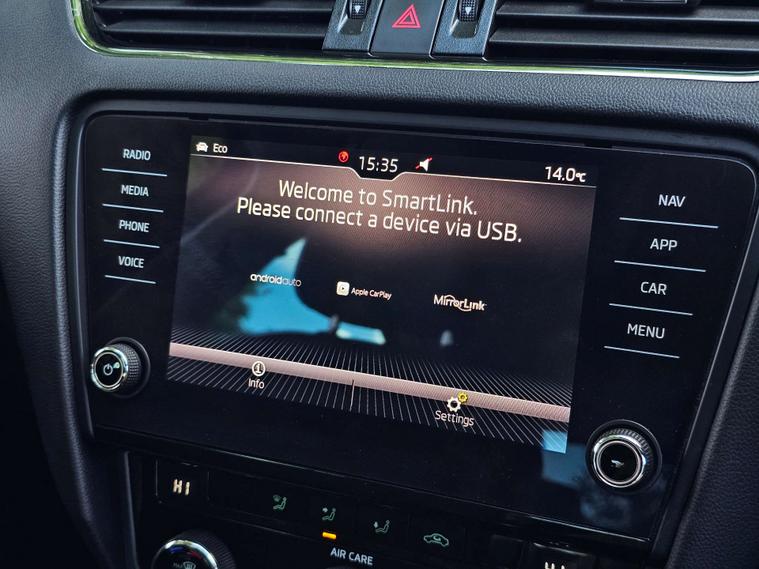 Eco
15:35
14.0°C
RADIO
MEDIA
PHONE
VOICE
Welcome to SmartLink.
Please connect a device via USB.
androidauto
Apple CarPlay
MirrorLink
Info
Settings
NAV
APP
CAR
MENU
HI
AIR CARE